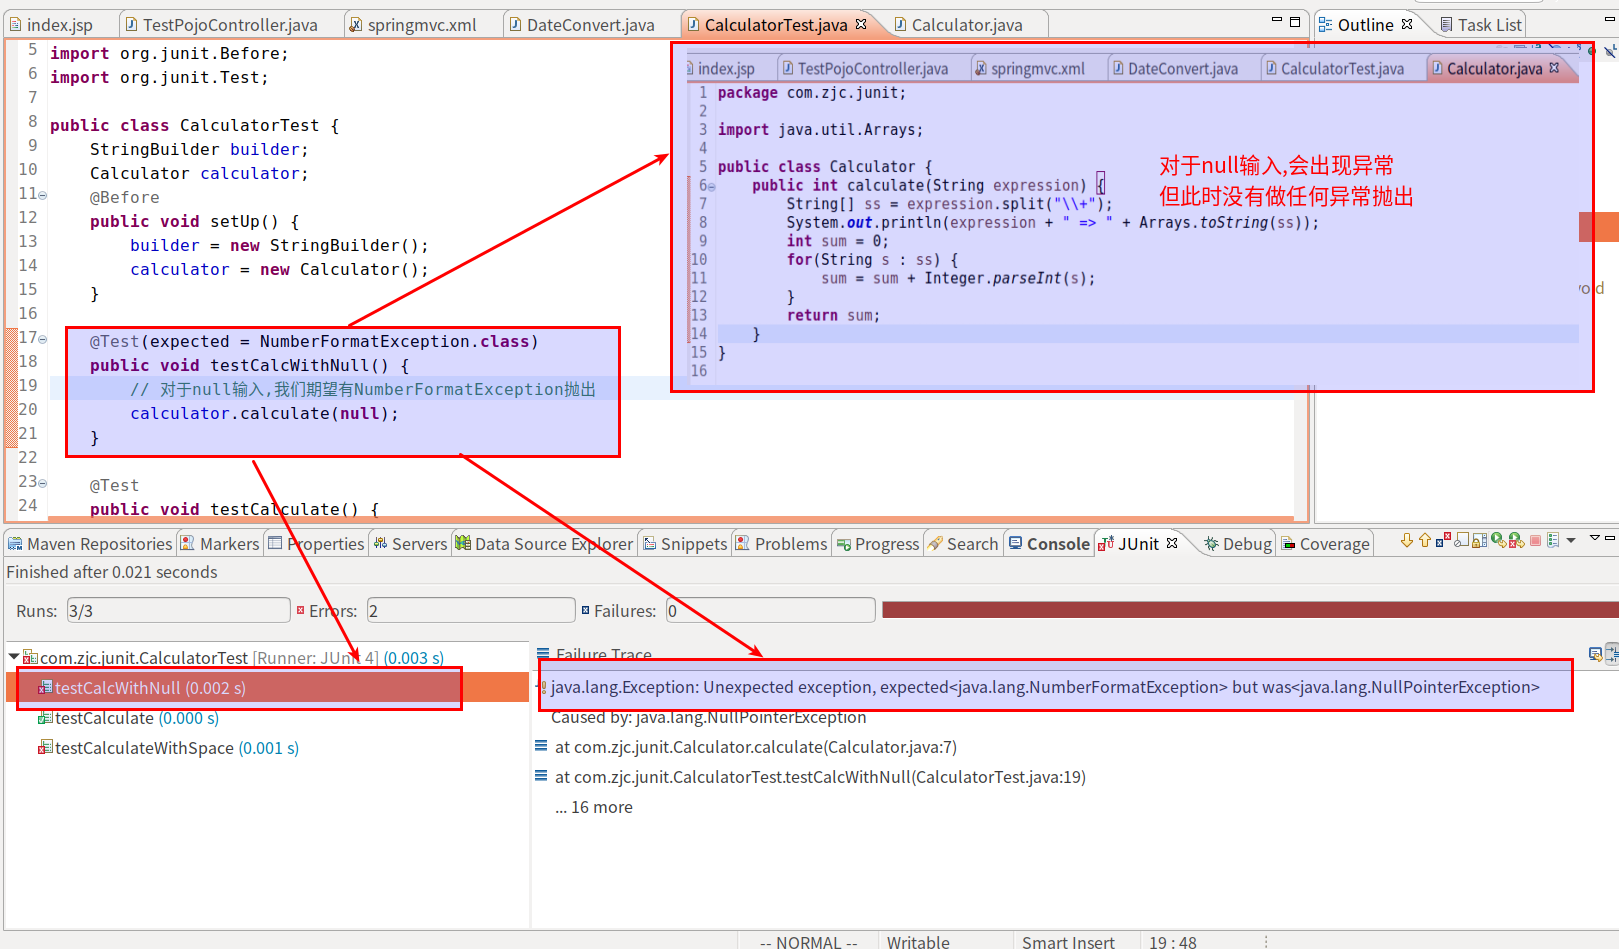 index.jsp
TestPojoController.java
springmvc.xml
DateConvert.java
CalculatorTest.java
Calculator.java
Outline
Task List
5 import org.junit.Before;
6 import org.junit.Test;
7
8 public class CalculatorTest {
9 StringBuilder builder;
10 Calculator calculator;
11 @Before
12 public void setUp() {
13 builder = new StringBuilder();
14 calculator = new Calculator();
15 }
16
17 @Test(expected = NumberFormatException.class)
18 public void testCalcWithNull() {
19 // 对于null输入,我们期望有NumberFormatException抛出
20 calculator.calculate(null);
21 }
22
23 @Test
24 public void testCalculate() {
index.jsp
TestPojoController.java
springmvc.xml
DateConvert.java
CalculatorTest.java
Calculator.java
1 package com.zjc.junit;
2
3 import java.util.Arrays;
4
5 public class Calculator {
6 public int calculate(String expression) {
7 String[] ss = expression.split("\\+");
8 System.out.println(expression + " => " + Arrays.toString(ss));
9 int sum = 0;
10 for(String s : ss) {
11 sum = sum + Integer.parseInt(s);
12 }
13 return sum;
14 }
15 }
16
对于null输入,会出现异常
但此时没有做任何异常抛出
void
Maven Repositories
Markers
Properties
Servers
Data Source Explorer
Snippets
Problems
Progress
Search
Console
JUnit
Debug
Coverage
Finished after 0.021 seconds
Runs: 3/3
Errors: 2
Failures: 0
com.zjc.junit.CalculatorTest [Runner: JUnit 4] (0.003 s)
testCalcWithNull (0.002 s)
testCalculate (0.000 s)
testCalculateWithSpace (0.001 s)
Failure Trace
java.lang.Exception: Unexpected exception, expected<java.lang.NumberFormatException> but was<java.lang.NullPointerException>
Caused by: java.lang.NullPointerException
at com.zjc.junit.Calculator.calculate(Calculator.java:7)
at com.zjc.junit.CalculatorTest.testCalcWithNull(CalculatorTest.java:19)
... 16 more
-- NORMAL --
Writable
Smart Insert
19 : 48